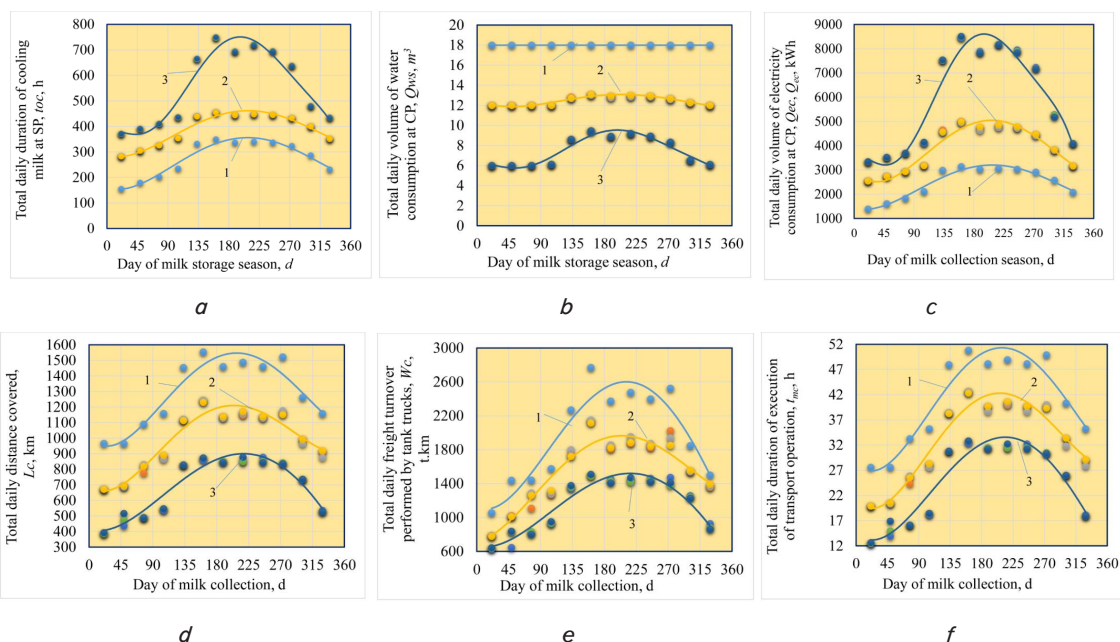 Total daily duration of cooling
milk at SP, toc, h
800
700
600
500
400
300
200
100
0
3
2
1
0 45 90 135 180 225 270 315 360
Day of milk storage season, d
a
Total daily volume of water
consumption at CP, Qws, m³
20
18
16
14
12
10
8
6
4
2
0
1
2
3
0 45 90 135 180 225 270 315 360
Day of milk storage season, d
b
Total daily volume of electricity
consumption at CP, Qec, Qec, kWh
9000
8000
7000
6000
5000
4000
3000
2000
1000
3
2
1
0 45 90 135 180 225 270 315 360
Day of milk collection season, d
c
Total daily distance covered,
Lc, km
1600
1500
1400
1300
1200
1100
1000
900
800
700
600
500
400
300
1
2
3
0 45 90 135 180 225 270 315 360
Day of milk collection, d
d
Total daily freight turnover
performed by tank trucks, Wc,
t.km
3000
2600
2200
1800
1400
1000
600
1
2
3
0 45 90 135 180 225 270 315 360
Day of milk collection, d
e
Total daily duration of execution
of transport operation, tmc, h
52
47
42
37
32
27
22
17
12
1
2
3
0 45 90 135 180 225 270 315 360
Day of milk collection, d
f